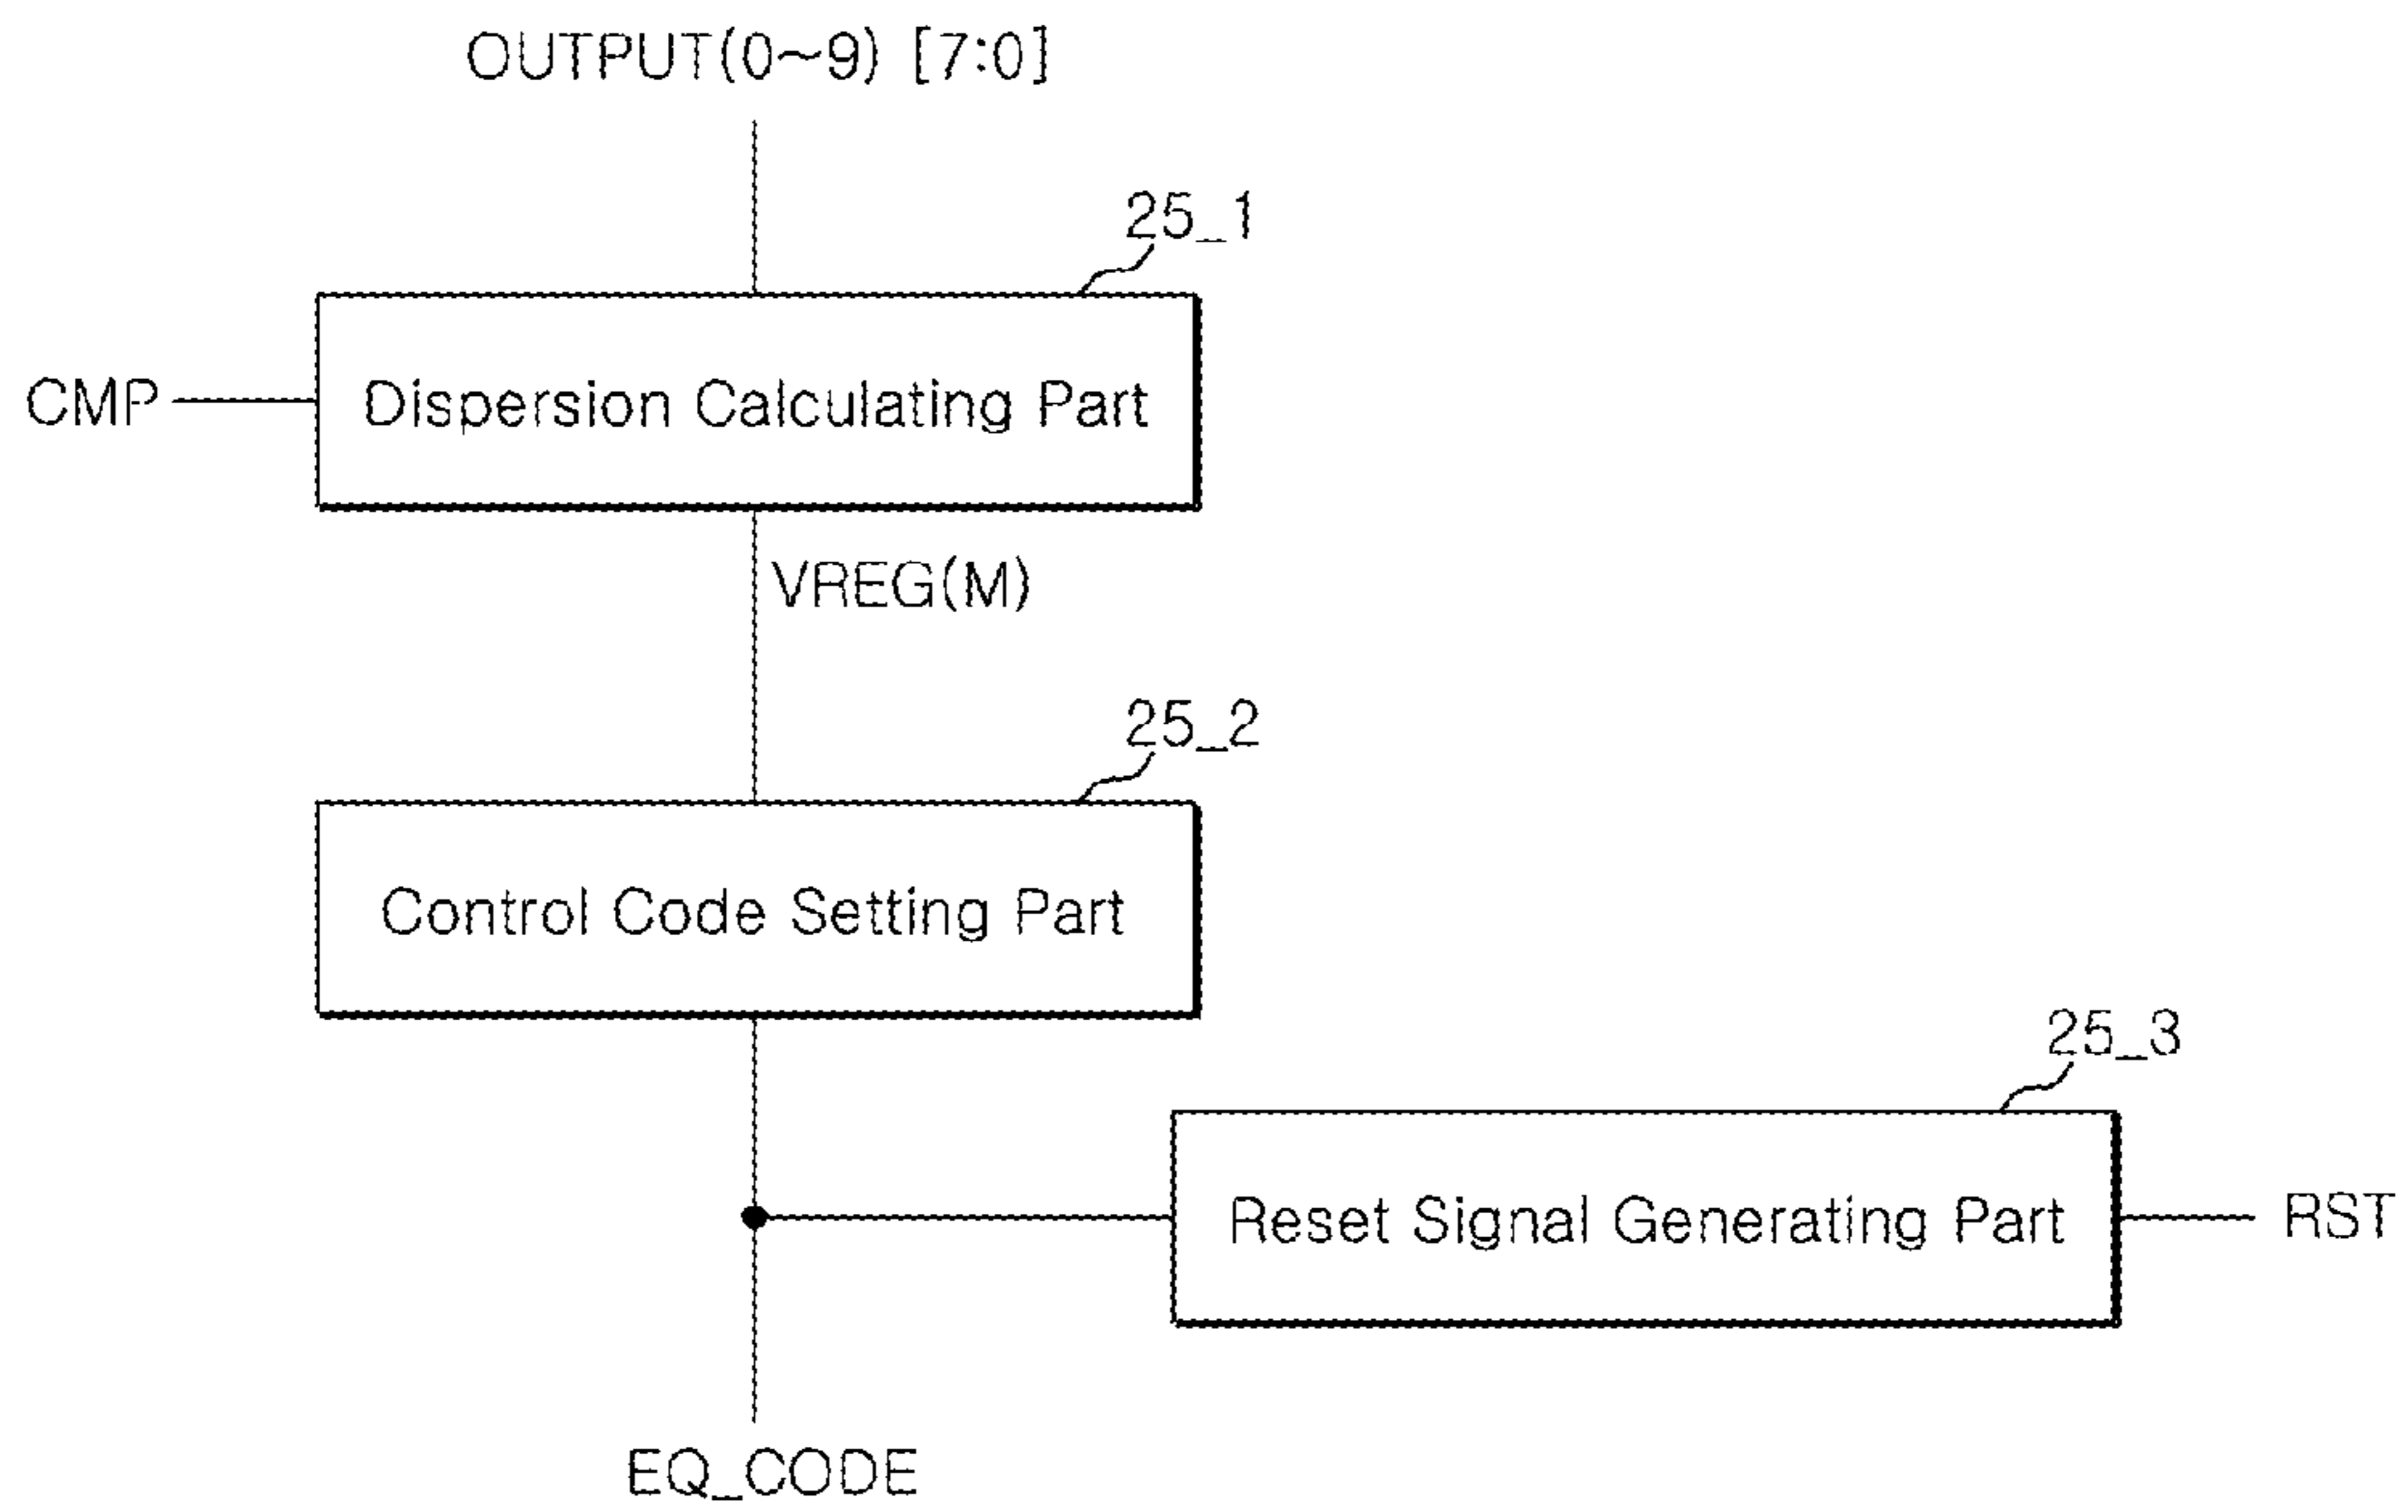 OUTPUT(0~9) [7:0]
25_1
CMP
Dispersion Calculating Part
VREG(M)
25_2
Control Code Setting Part
25_3
Reset Signal Generating Part
RST
EQ_CODE